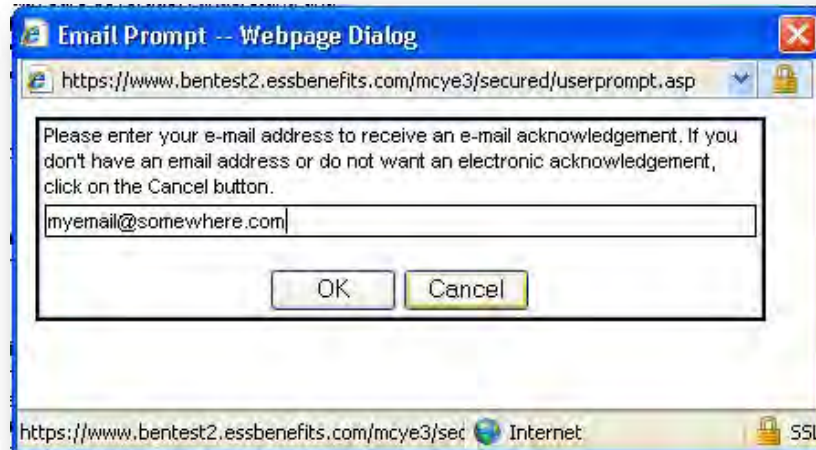 Email Prompt -- Webpage Dialog
https://www.bentest2.essbenefits.com/mcye3/secured/userprompt.asp
Please enter your e-mail address to receive an e-mail acknowledgement. If you
don't have an email address or do not want an electronic acknowledgement,
click on the Cancel button.
myemail@somewhere.com
OK Cancel
https://www.bentest2.essbenefits.com/mcye3/sec Internet SSL